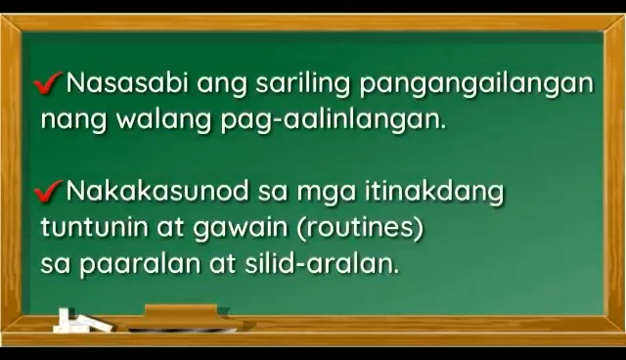 ✓Nasasabi ang sariling pangangailangan
nang walang pag-aalinlangan.
✓Nakakasunod sa mga itinakdang
tuntunin at gawain (routines)
sa paaralan at silid-aralan.